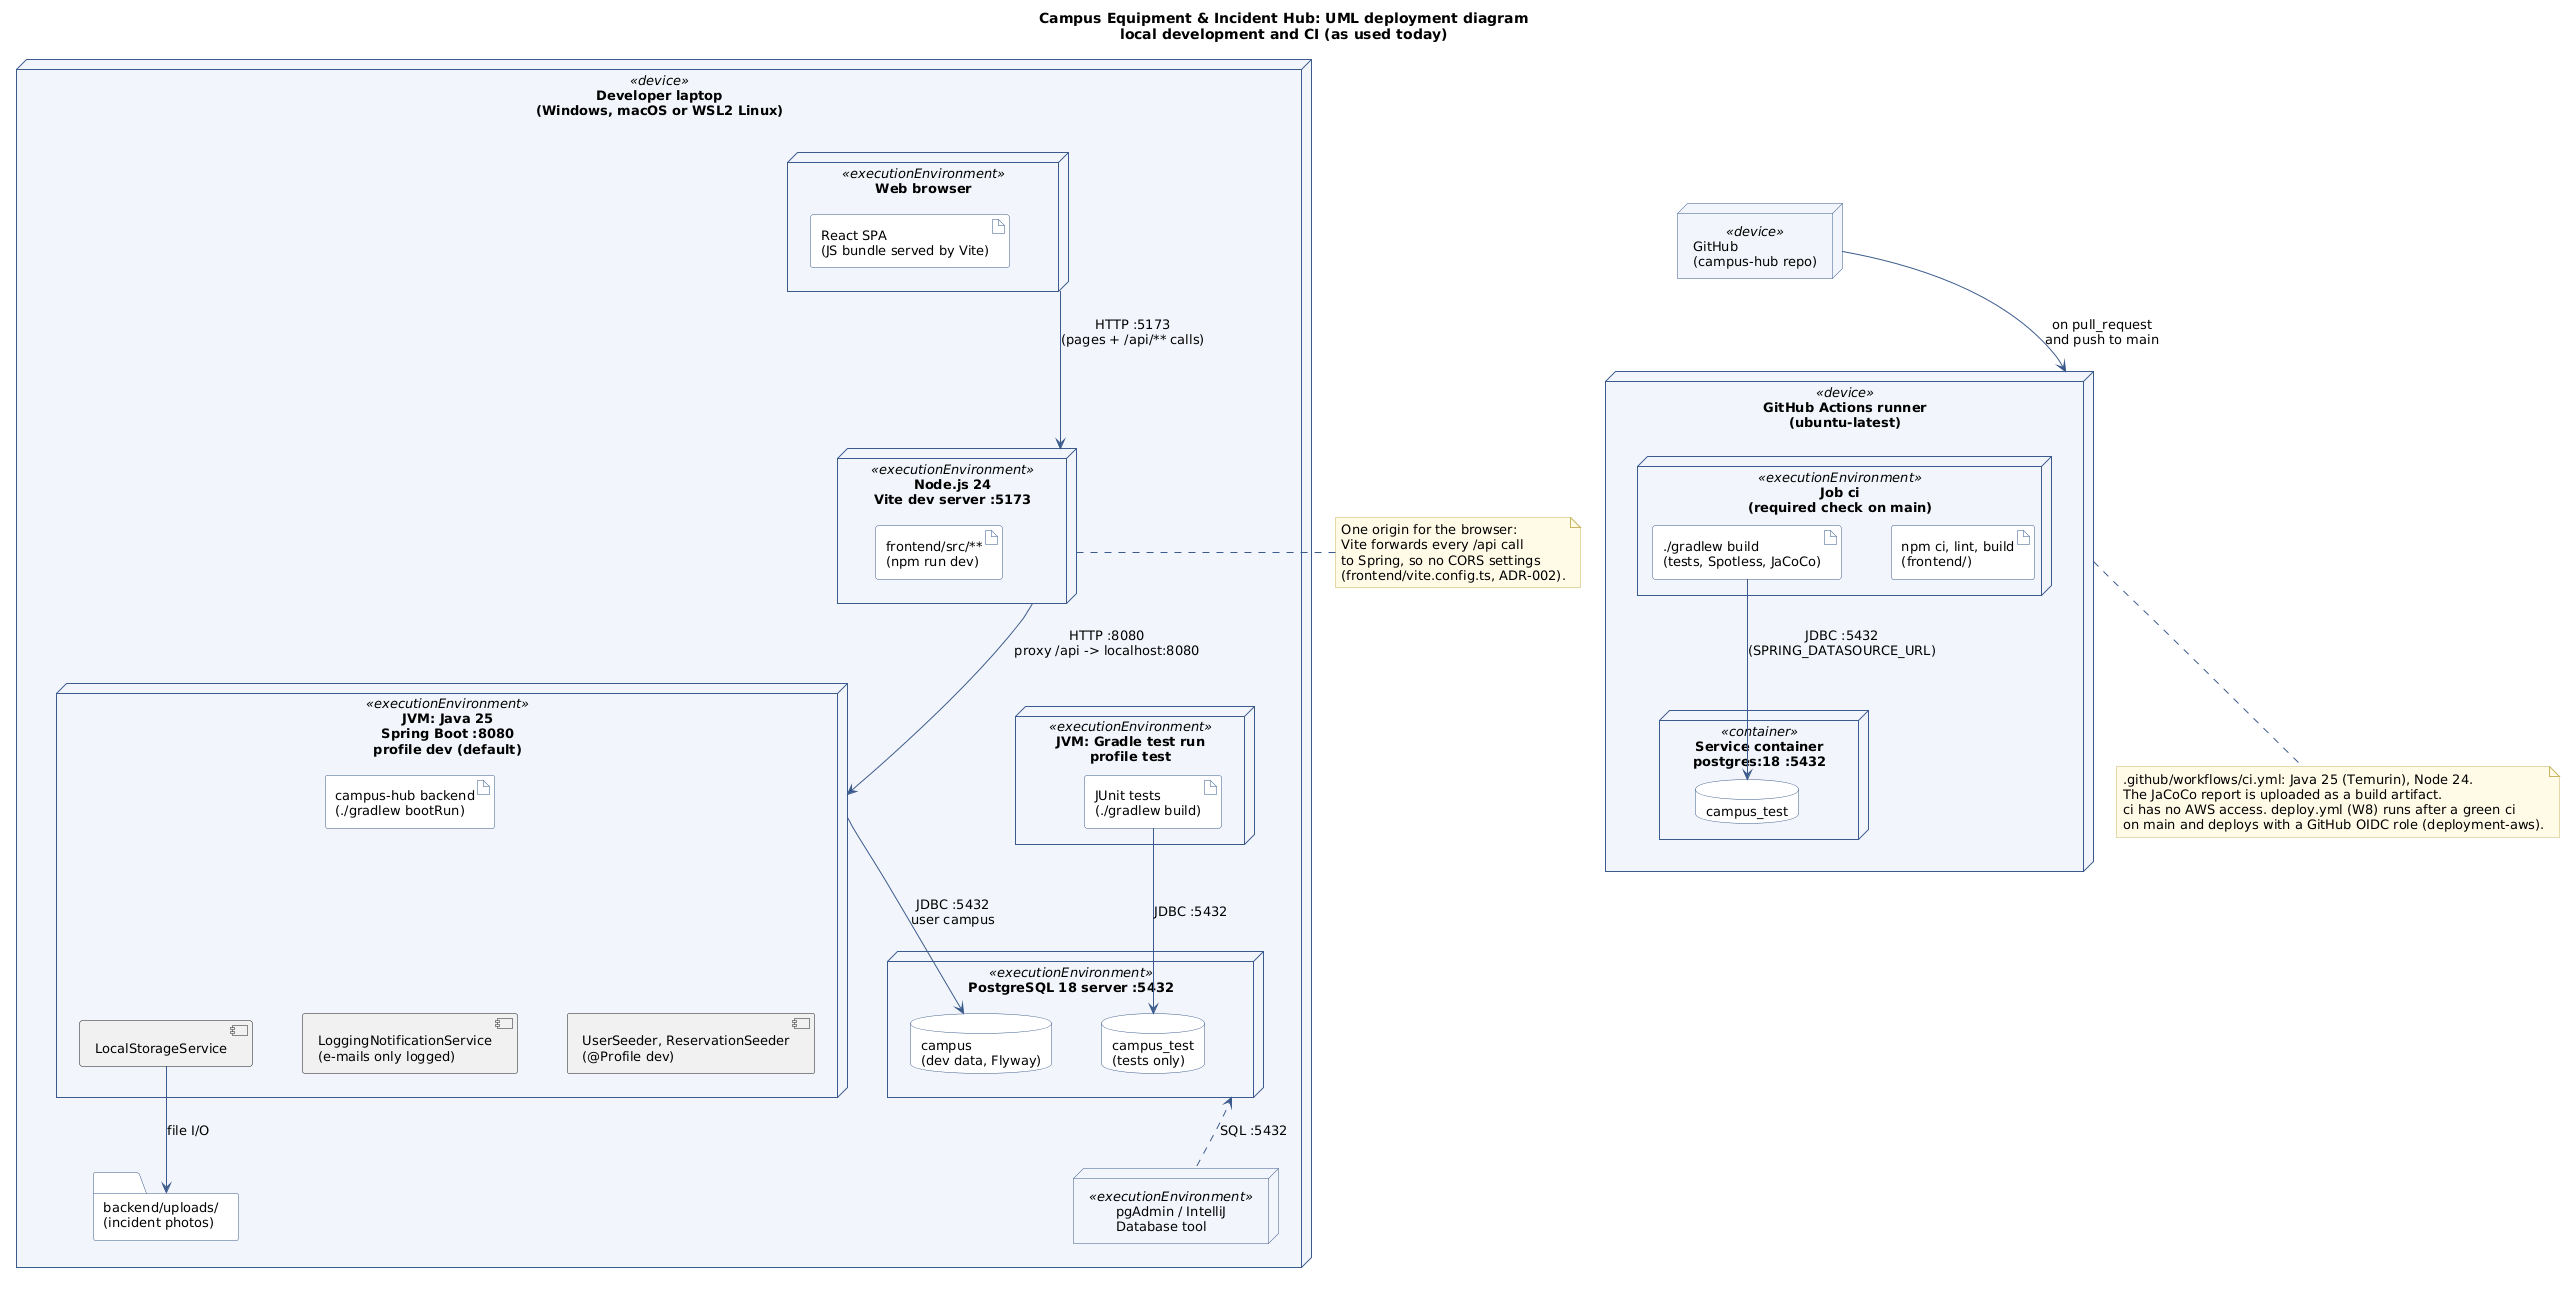 Campus Equipment & Incident Hub: UML deployment diagram
local development and CI (as used today)
«device»
Developer laptop
(Windows, macOS or WSL2 Linux)
«executionEnvironment»
Web browser
React SPA
(JS bundle served by Vite)
HTTP :5173
(pages + /api/** calls)
«executionEnvironment»
Node.js 24
Vite dev server :5173
frontend/src/**
(npm run dev)
One origin for the browser:
Vite forwards every /api call
to Spring, so no CORS settings
(frontend/vite.config.ts, ADR-002).
HTTP :8080
proxy /api -> localhost:8080
«executionEnvironment»
JVM: Java 25
Spring Boot :8080
profile dev (default)
campus-hub backend
(./gradlew bootRun)
«executionEnvironment»
JVM: Gradle test run
profile test
JUnit tests
(./gradlew build)
JDBC :5432
user campus
JDBC :5432
«executionEnvironment»
PostgreSQL 18 server :5432
campus
(dev data, Flyway)
campus_test
(tests only)
LocalStorageService
LoggingNotificationService
(e-mails only logged)
UserSeeder, ReservationSeeder
(@Profile dev)
file I/O
backend/uploads/
(incident photos)
SQL :5432
«executionEnvironment»
pgAdmin / IntelliJ
Database tool
«device»
GitHub
(campus-hub repo)
on pull_request
and push to main
«device»
GitHub Actions runner
(ubuntu-latest)
«executionEnvironment»
Job ci
(required check on main)
./gradlew build
(tests, Spotless, JaCoCo)
npm ci, lint, build
(frontend/)
JDBC :5432
(SPRING_DATASOURCE_URL)
«container»
Service container
postgres:18 :5432
campus_test
.github/workflows/ci.yml: Java 25 (Temurin), Node 24.
The JaCoCo report is uploaded as a build artifact.
ci has no AWS access. deploy.yml (W8) runs after a green ci
on main and deploys with a GitHub OIDC role (deployment-aws).